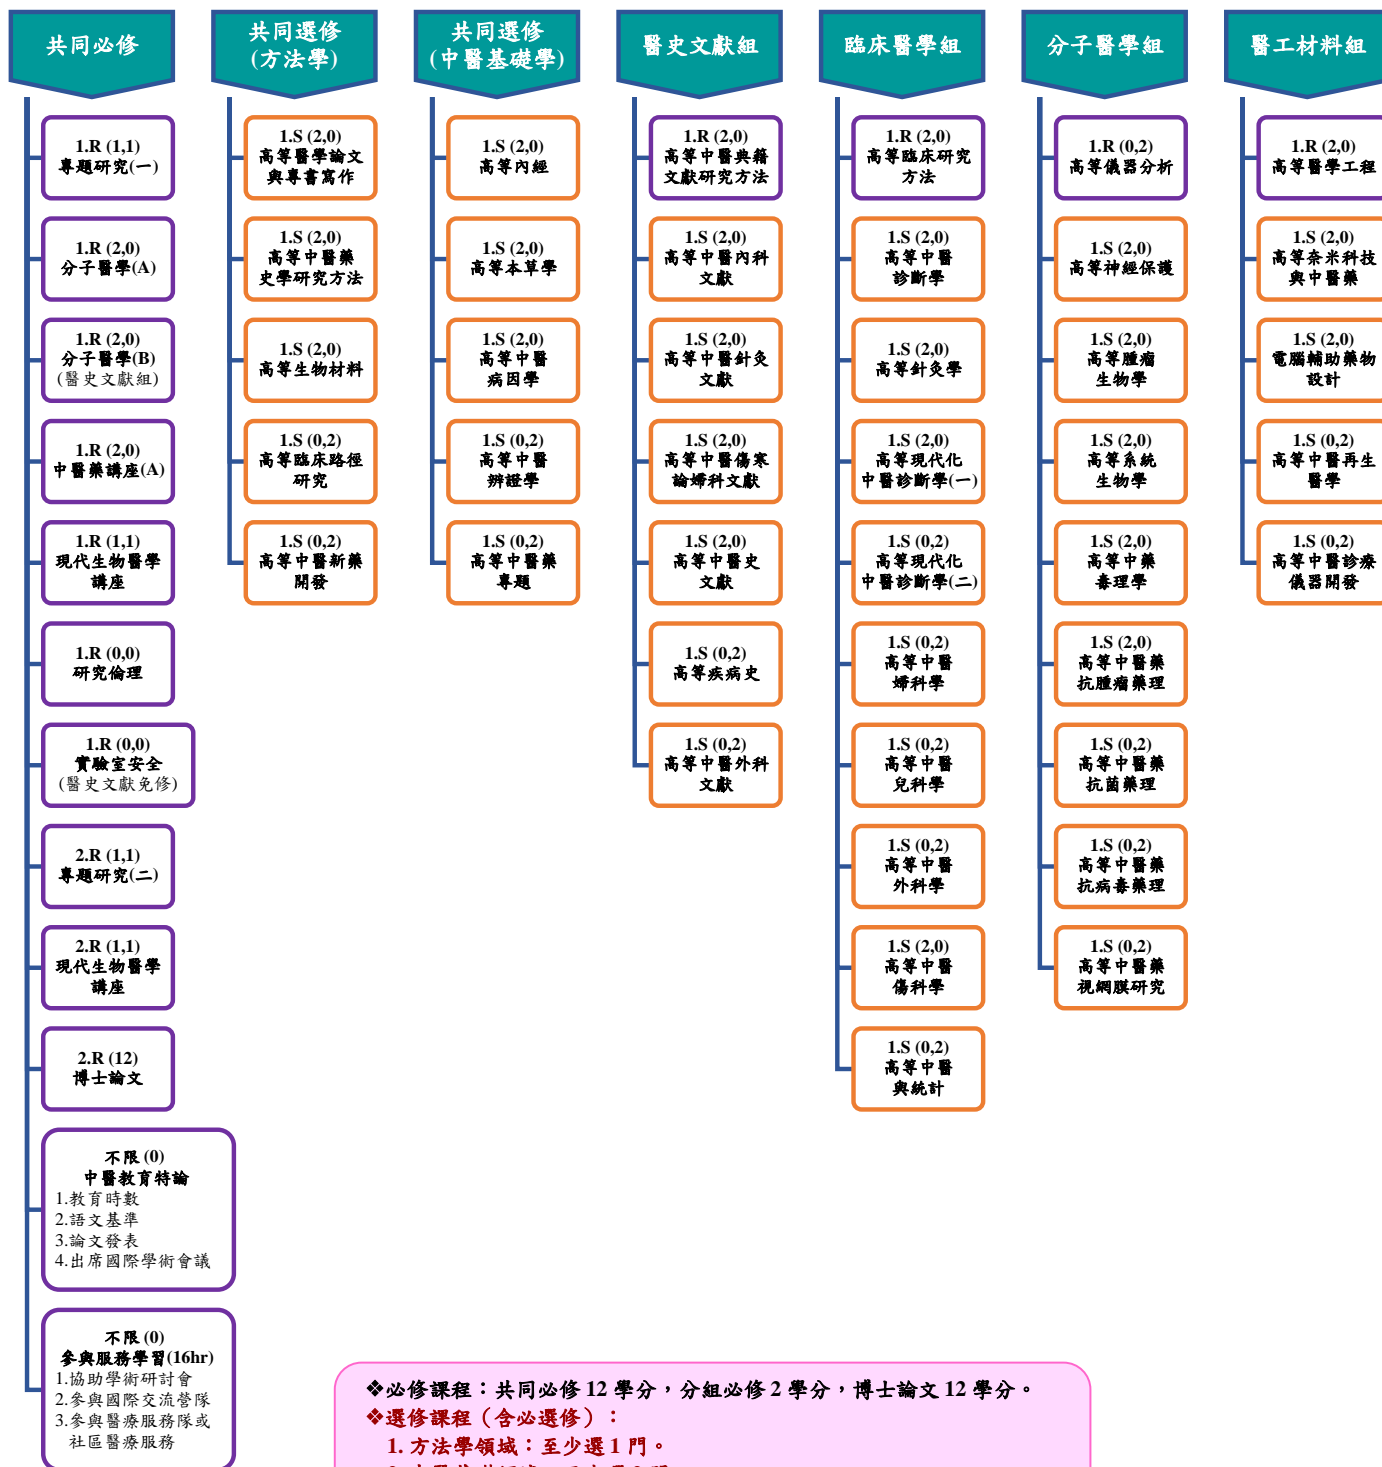 共同必修
1.R (1,1)
專題研究(一)
1.R (2,0)
分子醫學(A)
1.R (2,0)
分子醫學(B)
(醫史文獻組)
1.R (2,0)
中醫藥講座(A)
1.R (1,1)
現代生物醫學
講座
1.R (0,0)
研究倫理
1.R (0,0)
實驗室安全
(醫史文獻免修)
2.R (1,1)
專題研究(二)
2.R (1,1)
現代生物醫學
講座
2.R (12)
博士論文
不限 (0)
中醫教育特論
1.教育時數
2.語文基準
3.論文發表
4.出席國際學術會議
不限 (0)
參與服務學習(16hr)
1.協助學術研討會
2.參與國際交流營隊
3.參與醫療服務隊或
社區醫療服務
共同選修
(方法學)
1.S (2,0)
高等醫學論文
與專書寫作
1.S (2,0)
高等中醫藥
史學研究方法
1.S (2,0)
高等生物材料
1.S (0,2)
高等臨床路徑
研究
1.S (0,2)
高等中醫新藥
開發
共同選修
(中醫基礎學)
1.S (2,0)
高等內經
1.S (2,0)
高等本草學
1.S (2,0)
高等中醫
病因學
1.S (0,2)
高等中醫
辨證學
1.S (0,2)
高等中醫藥
專題
醫史文獻組
1.R (2,0)
高等中醫典籍
文獻研究方法
1.S (2,0)
高等中醫內科
文獻
1.S (2,0)
高等中醫針灸
文獻
1.S (2,0)
高等中醫傷寒
論婦科文獻
1.S (2,0)
高等中醫史
文獻
1.S (0,2)
高等疾病史
1.S (0,2)
高等中醫外科
文獻
臨床醫學組
1.R (2,0)
高等臨床研究
方法
1.S (2,0)
高等中醫
診斷學
1.S (2,0)
高等針灸學
1.S (2,0)
高等現代化
中醫診斷學(一)
1.S (0,2)
高等現代化
中醫診斷學(二)
1.S (0,2)
高等中醫
婦科學
1.S (0,2)
高等中醫
兒科學
1.S (0,2)
高等中醫
外科學
1.S (2,0)
高等中醫
傷科學
1.S (0,2)
高等中醫
與統計
分子醫學組
1.R (0,2)
高等儀器分析
1.S (2,0)
高等神經保護
1.S (2,0)
高等腫瘤
生物學
1.S (2,0)
高等系統
生物學
1.S (2,0)
高等中藥
毒理學
1.S (2,0)
高等中醫藥
抗腫瘤藥理
1.S (0,2)
高等中醫藥
抗菌藥理
1.S (0,2)
高等中醫藥
抗病毒藥理
1.S (0,2)
高等中醫藥
視網膜研究
醫工材料組
1.R (2,0)
高等醫學工程
1.S (2,0)
高等奈米科技
與中醫藥
1.S (2,0)
電腦輔助藥物
設計
1.S (0,2)
高等中醫再生
醫學
1.S (0,2)
高等中醫診療
儀器開發
❖必修課程：共同必修 12 學分，分組必修 2 學分，博士論文 12 學分。
❖選修課程（含必選修）：
1. 方法學領域：至少選 1 門。